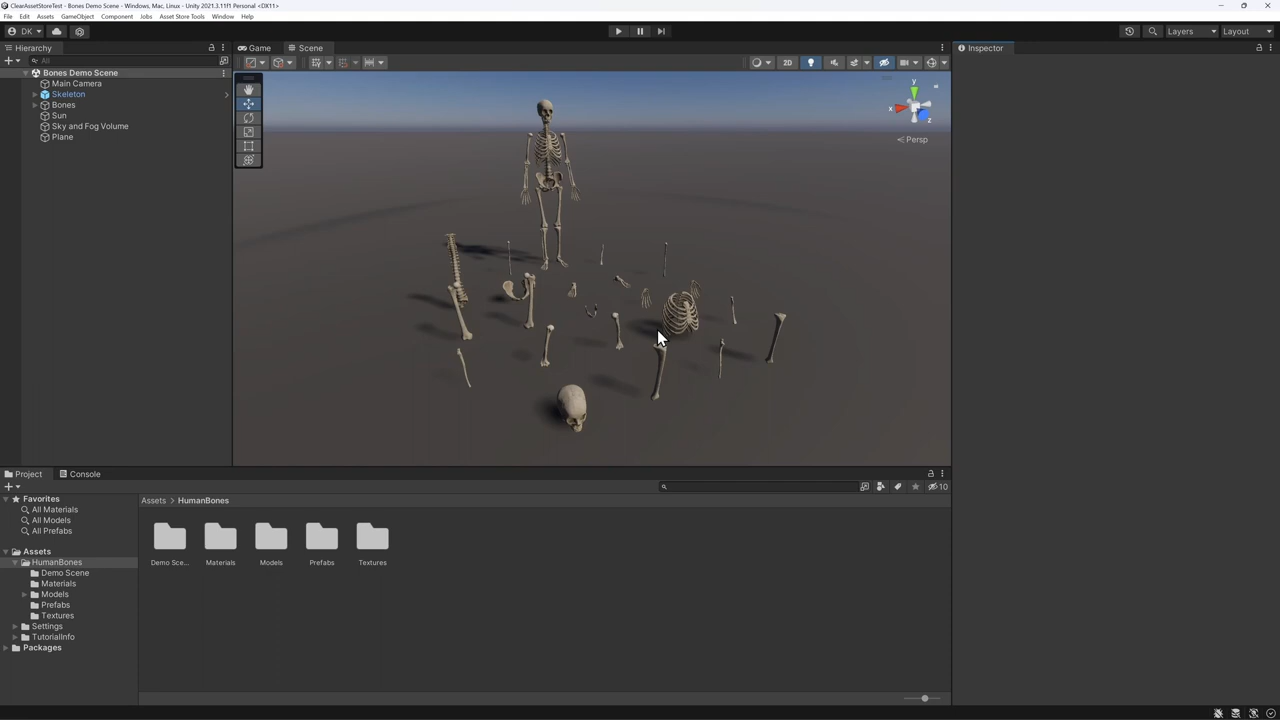 ClearAssetStoreTest - Bones Demo Scene - Windows, Mac, Linux - Unity 2021.3.11f1 Personal <DX11>
File Edit Assets GameObject Component Jobs Asset Store Tools Window Help
DK Layers Layout
Hierarchy Game Scene Inspector
All 2D
Bones Demo Scene
Main Camera
Skeleton
Bones
Sun
Sky and Fog Volume
Plane
y
x
z
Persp
Project Console
10
Favorites
All Materials
All Models
All Prefabs
Assets
HumanBones
Demo Scene
Materials
Models
Prefabs
Textures
Settings
TutorialInfo
Packages
Assets > HumanBones
Demo Sce... Materials Models Prefabs Textures